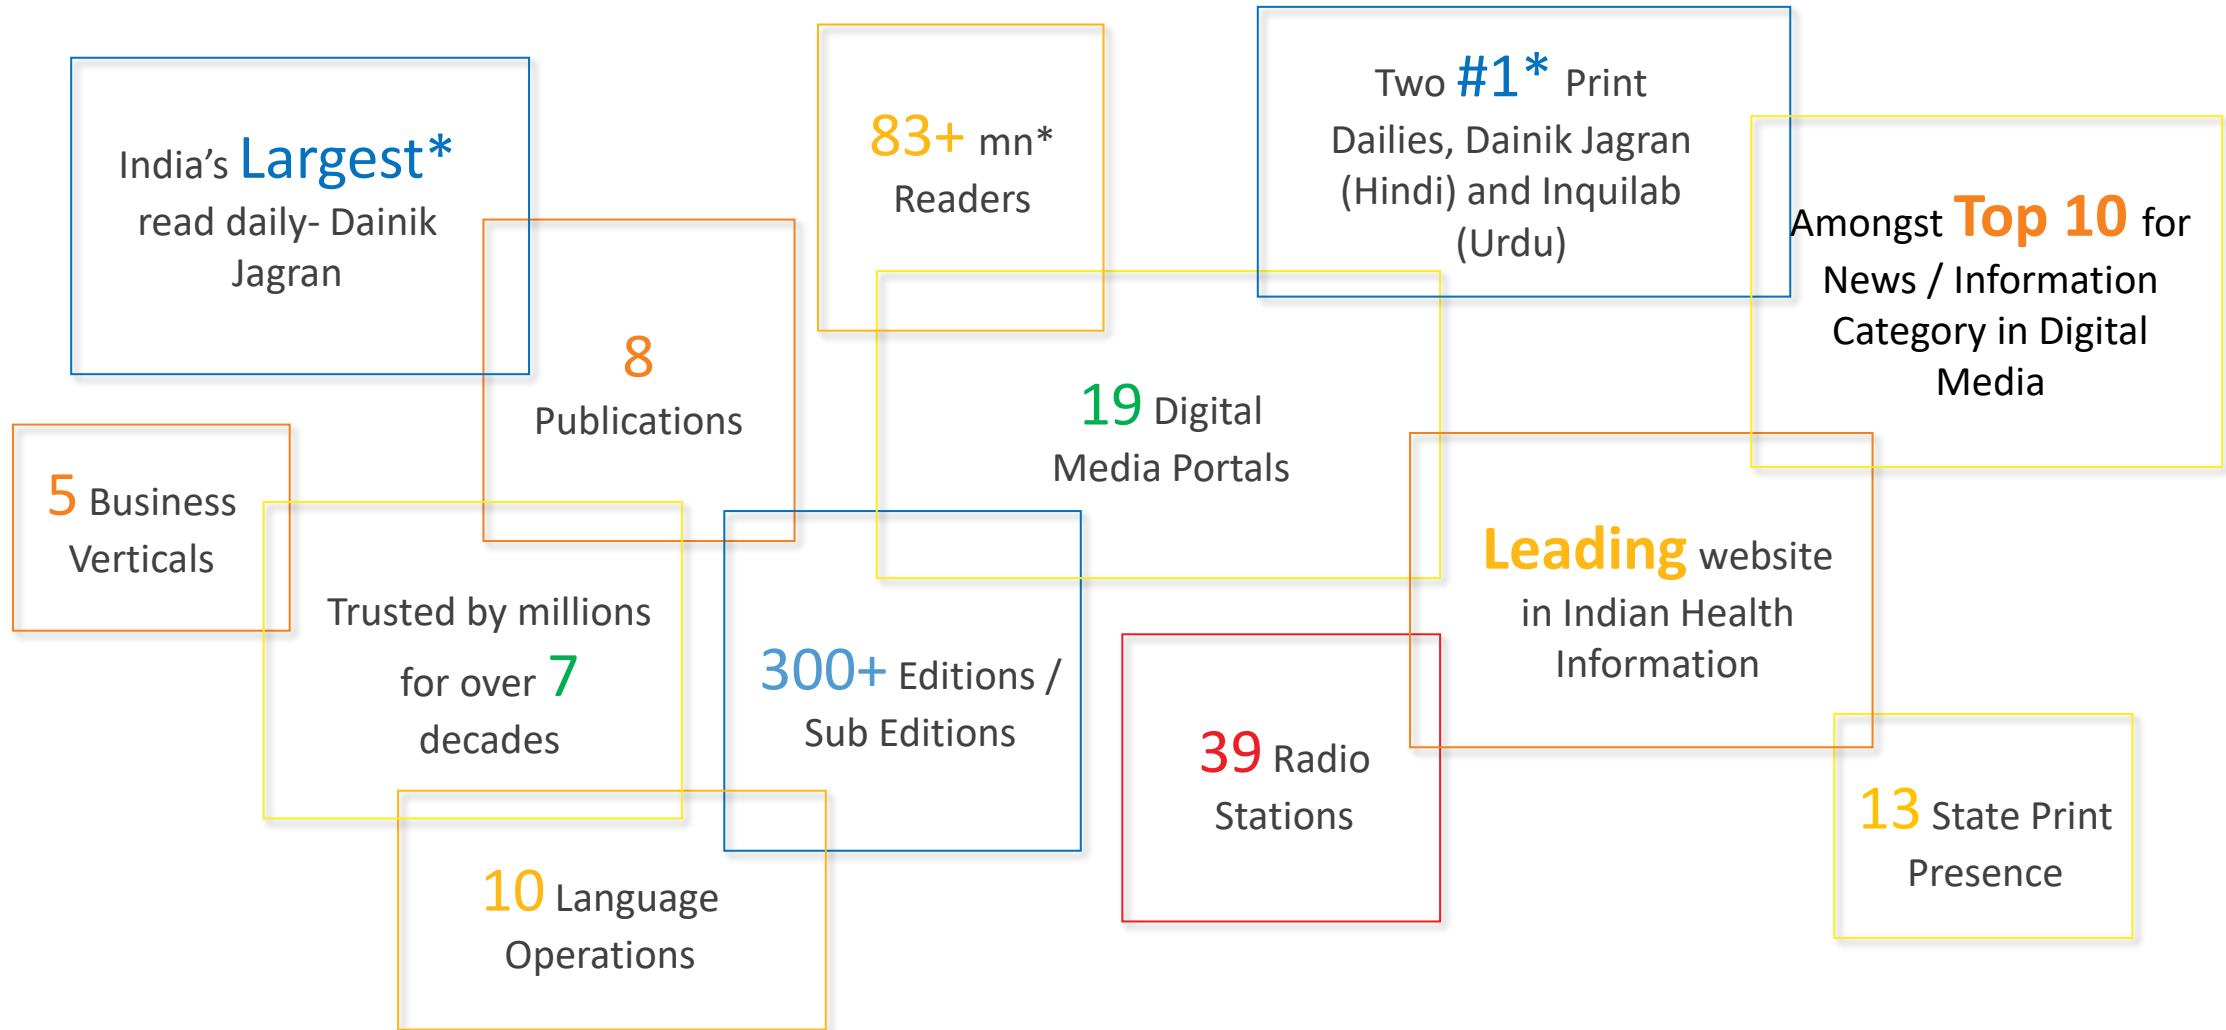 India's Largest*
read daily- Dainik
Jagran
83+ mn*
Readers
Two #1* Print
Dailies, Dainik Jagran
(Hindi) and Inquilab
(Urdu)
Amongst Top 10 for
News / Information
Category in Digital
Media
8
Publications
19 Digital
Media Portals
5 Business
Verticals
Trusted by millions
for over 7
decades
300+ Editions /
Sub Editions
Leading website
in Indian Health
Information
39 Radio
Stations
13 State Print
Presence
10 Language
Operations